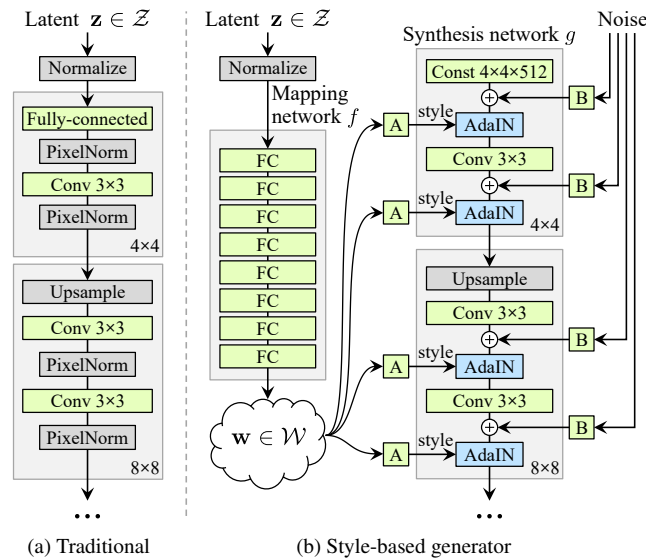 Latent z ∈ 𝒵
Normalize
Fully-connected
PixelNorm
Conv 3×3
PixelNorm
4×4
Upsample
Conv 3×3
PixelNorm
Conv 3×3
PixelNorm
8×8
...
(a) Traditional
Latent z ∈ 𝒵
Normalize
Mapping
network f
FC
FC
FC
FC
FC
FC
FC
FC
w ∈ 𝒲
Synthesis network g
Noise
Const 4×4×512
B
A
style
AdaIN
Conv 3×3
B
A
style
AdaIN
4×4
Upsample
Conv 3×3
B
A
style
AdaIN
Conv 3×3
B
A
style
AdaIN
8×8
...
(b) Style-based generator